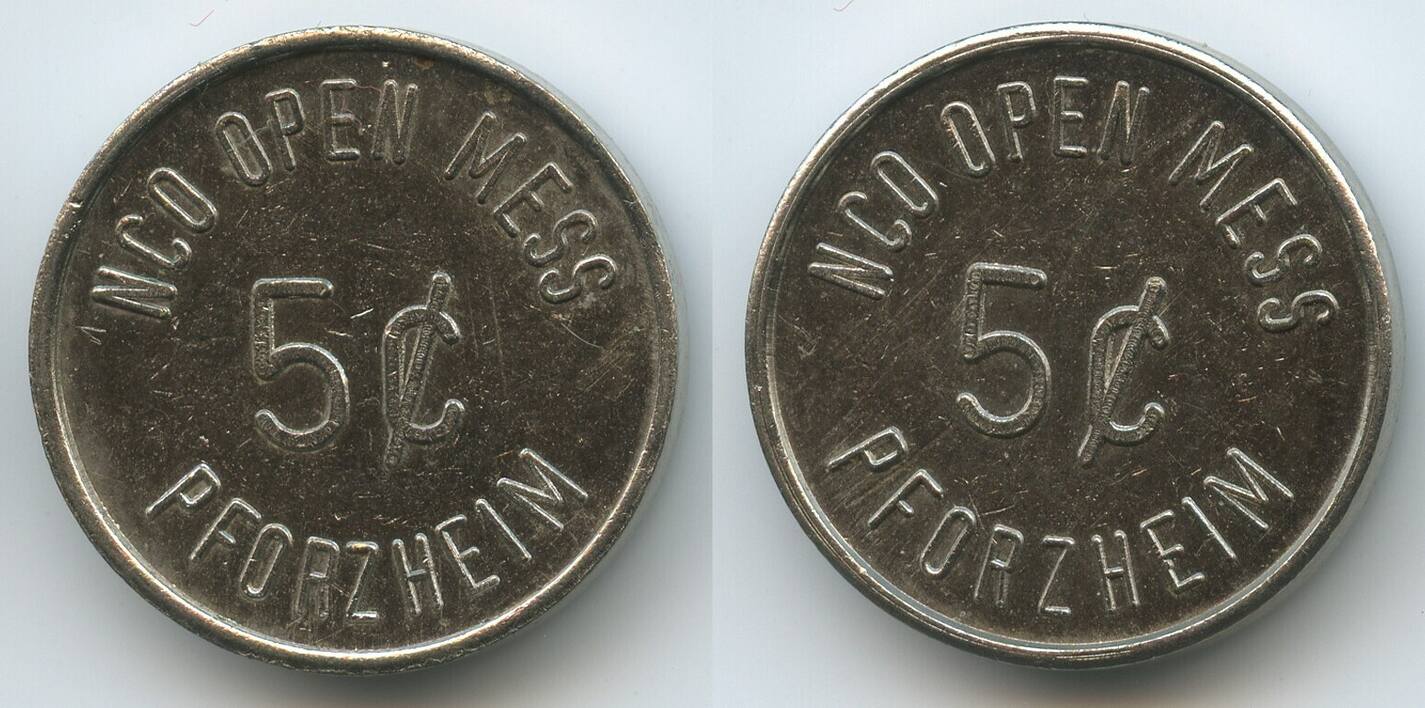 NCO OPEN MESS
5¢
PFORZHEIM
NCO OPEN MESS
5¢
PFORZHEIM